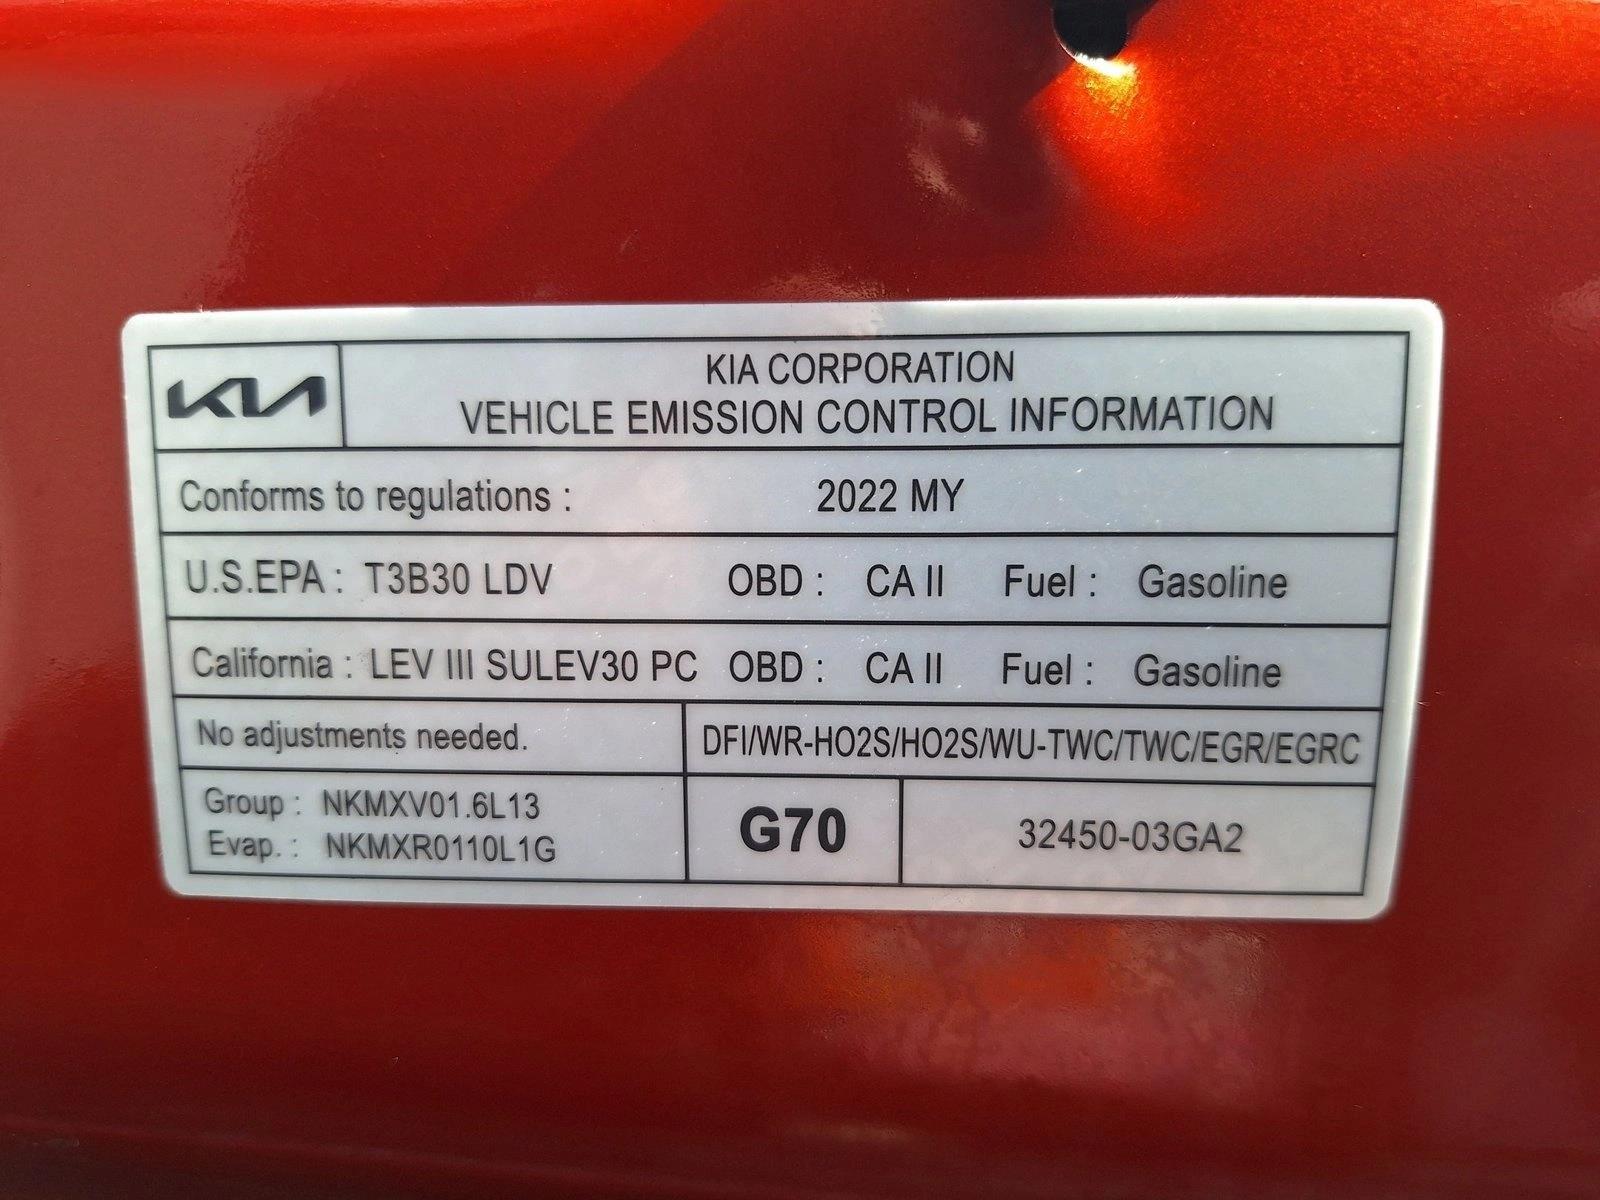 KIA
KIA CORPORATION
VEHICLE EMISSION CONTROL INFORMATION
Conforms to regulations : 2022 MY
U.S.EPA : T3B30 LDV OBD : CA II Fuel : Gasoline
California : LEV III SULEV30 PC OBD : CA II Fuel : Gasoline
No adjustments needed. DFI/WR-HO2S/HO2S/WU-TWC/TWC/EGR/EGRC
Group : NKMXV01.6L13
Evap. : NKMXR0110L1G
G70
32450-03GA2